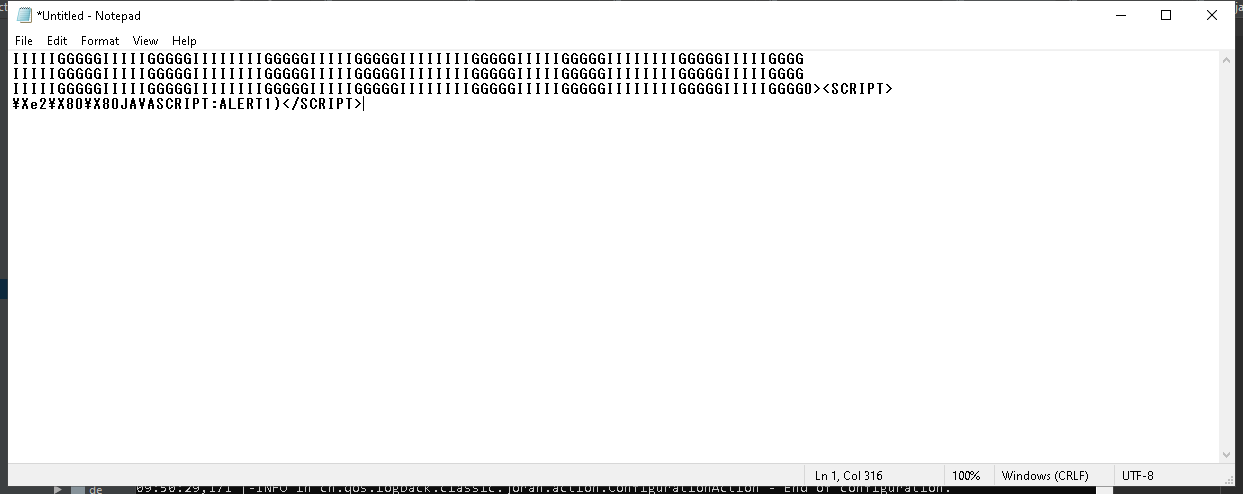 *Untitled - Notepad
File Edit Format View Help
IIIIIGGGGGIIIIIGGGGGIIIIIIIIGGGGGIIIIIGGGGGIIIIIIIIGGGGGIIIIIGGGGGIIIIIIIIGGGGGIIIIIGGGG
IIIIIGGGGGIIIIIGGGGGIIIIIIIIGGGGGIIIIIGGGGGIIIIIIIIGGGGGIIIIIGGGGGIIIIIIIIGGGGGIIIIIGGGG
IIIIIGGGGGIIIIIGGGGGIIIIIIIIGGGGGIIIIIGGGGGIIIIIIIIGGGGGIIIIIGGGGGIIIIIIIIGGGGGIIIIIGGGGO><SCRIPT>
¥Xe2¥X80¥X80JAVASCRIPT:ALERT1)</SCRIPT>
Ln 1, Col 316 100% Windows (CRLF) UTF-8
de 09:50:29,171 |-INFO in ch.qos.logback.classic.joran.action.ConfigurationAction - End of configuration.